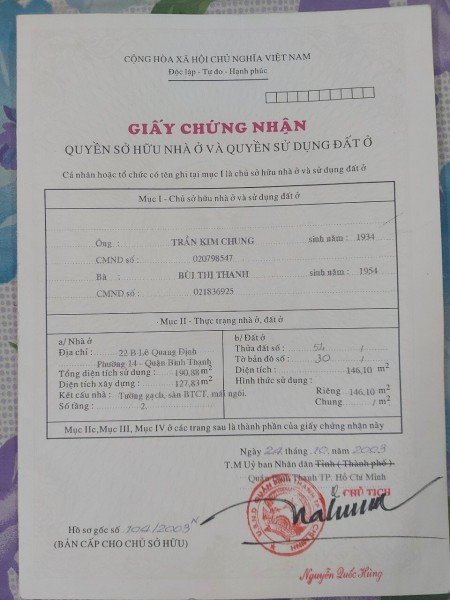 CỘNG HÒA XÃ HỘI CHỦ NGHĨA VIỆT NAM
Độc lập - Tự do - Hạnh phúc
GIẤY CHỨNG NHẬN
QUYỀN SỞ HỮU NHÀ Ở VÀ QUYỀN SỬ DỤNG ĐẤT Ở
Cá nhân hoặc tổ chức có tên ghi tại mục I là chủ sở hữu nhà ở và sử dụng đất ở
Mục I - Chủ sở hữu nhà ở và sử dụng đất ở
Ông : TRẦN KIM CHUNG sinh năm : 1934
CMND số : 020798547
Bà : BÙI THỊ THANH sinh năm : 1954
CMND số : 021836925
Mục II - Thực trạng nhà ở, đất ở
a/ Nhà ở
Địa chỉ : 22 B Lê Quang Định
Phường 14 - Quận Bình Thạnh
Tổng diện tích sử dụng : 190,88 m2
Diện tích xây dựng : 127,83 m2
Kết cấu nhà : Tường gạch, sàn BTCT, mái ngói.
Số tầng : 2
b/ Đất ở
Thửa đất số : 54
Tờ bản đồ số : 30
Diện tích : 146,10 m2
Hình thức sử dụng :
Riêng 146,10 m2
Chung / m2
Mục IIc, Mục III, Mục IV ở các trang sau là thành phần của giấy chứng nhận này
Ngày 24 tháng 10 năm 2003
T.M Uỷ ban Nhân dân Tỉnh ( Thành phố )
Quận Bình Thạnh TP. Hồ Chí Minh
CHỦ TỊCH
Hồ sơ gốc số 104/2003
(BẢN CẤP CHO CHỦ SỞ HỮU)
Nguyễn Quốc Hùng